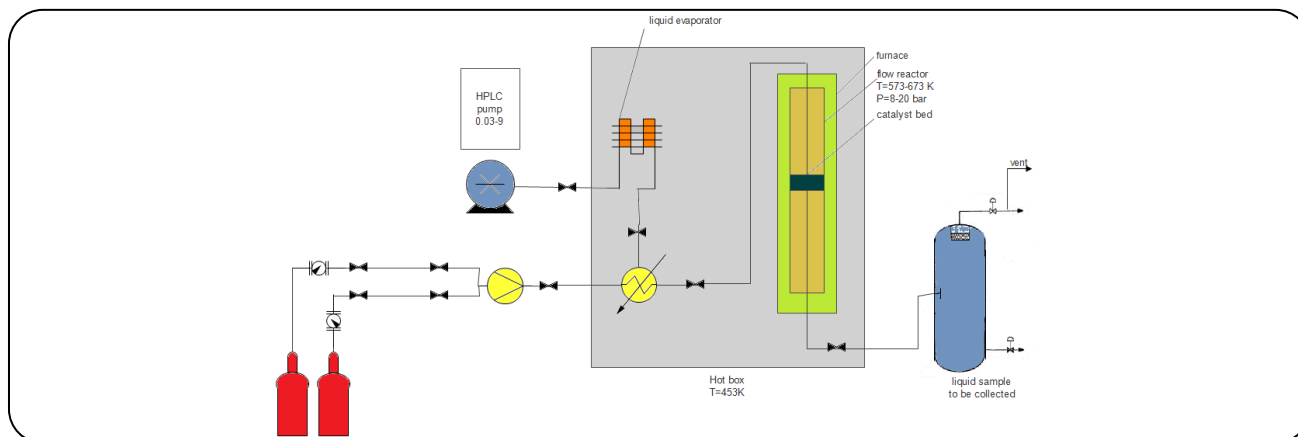 liquid evaporator
HPLC
pump
0.03-9
furnace
flow reactor
T=573-673 K
P=8-20 bar
catalyst bed
vent
Hot box
T=453K
liquid sample
to be collected